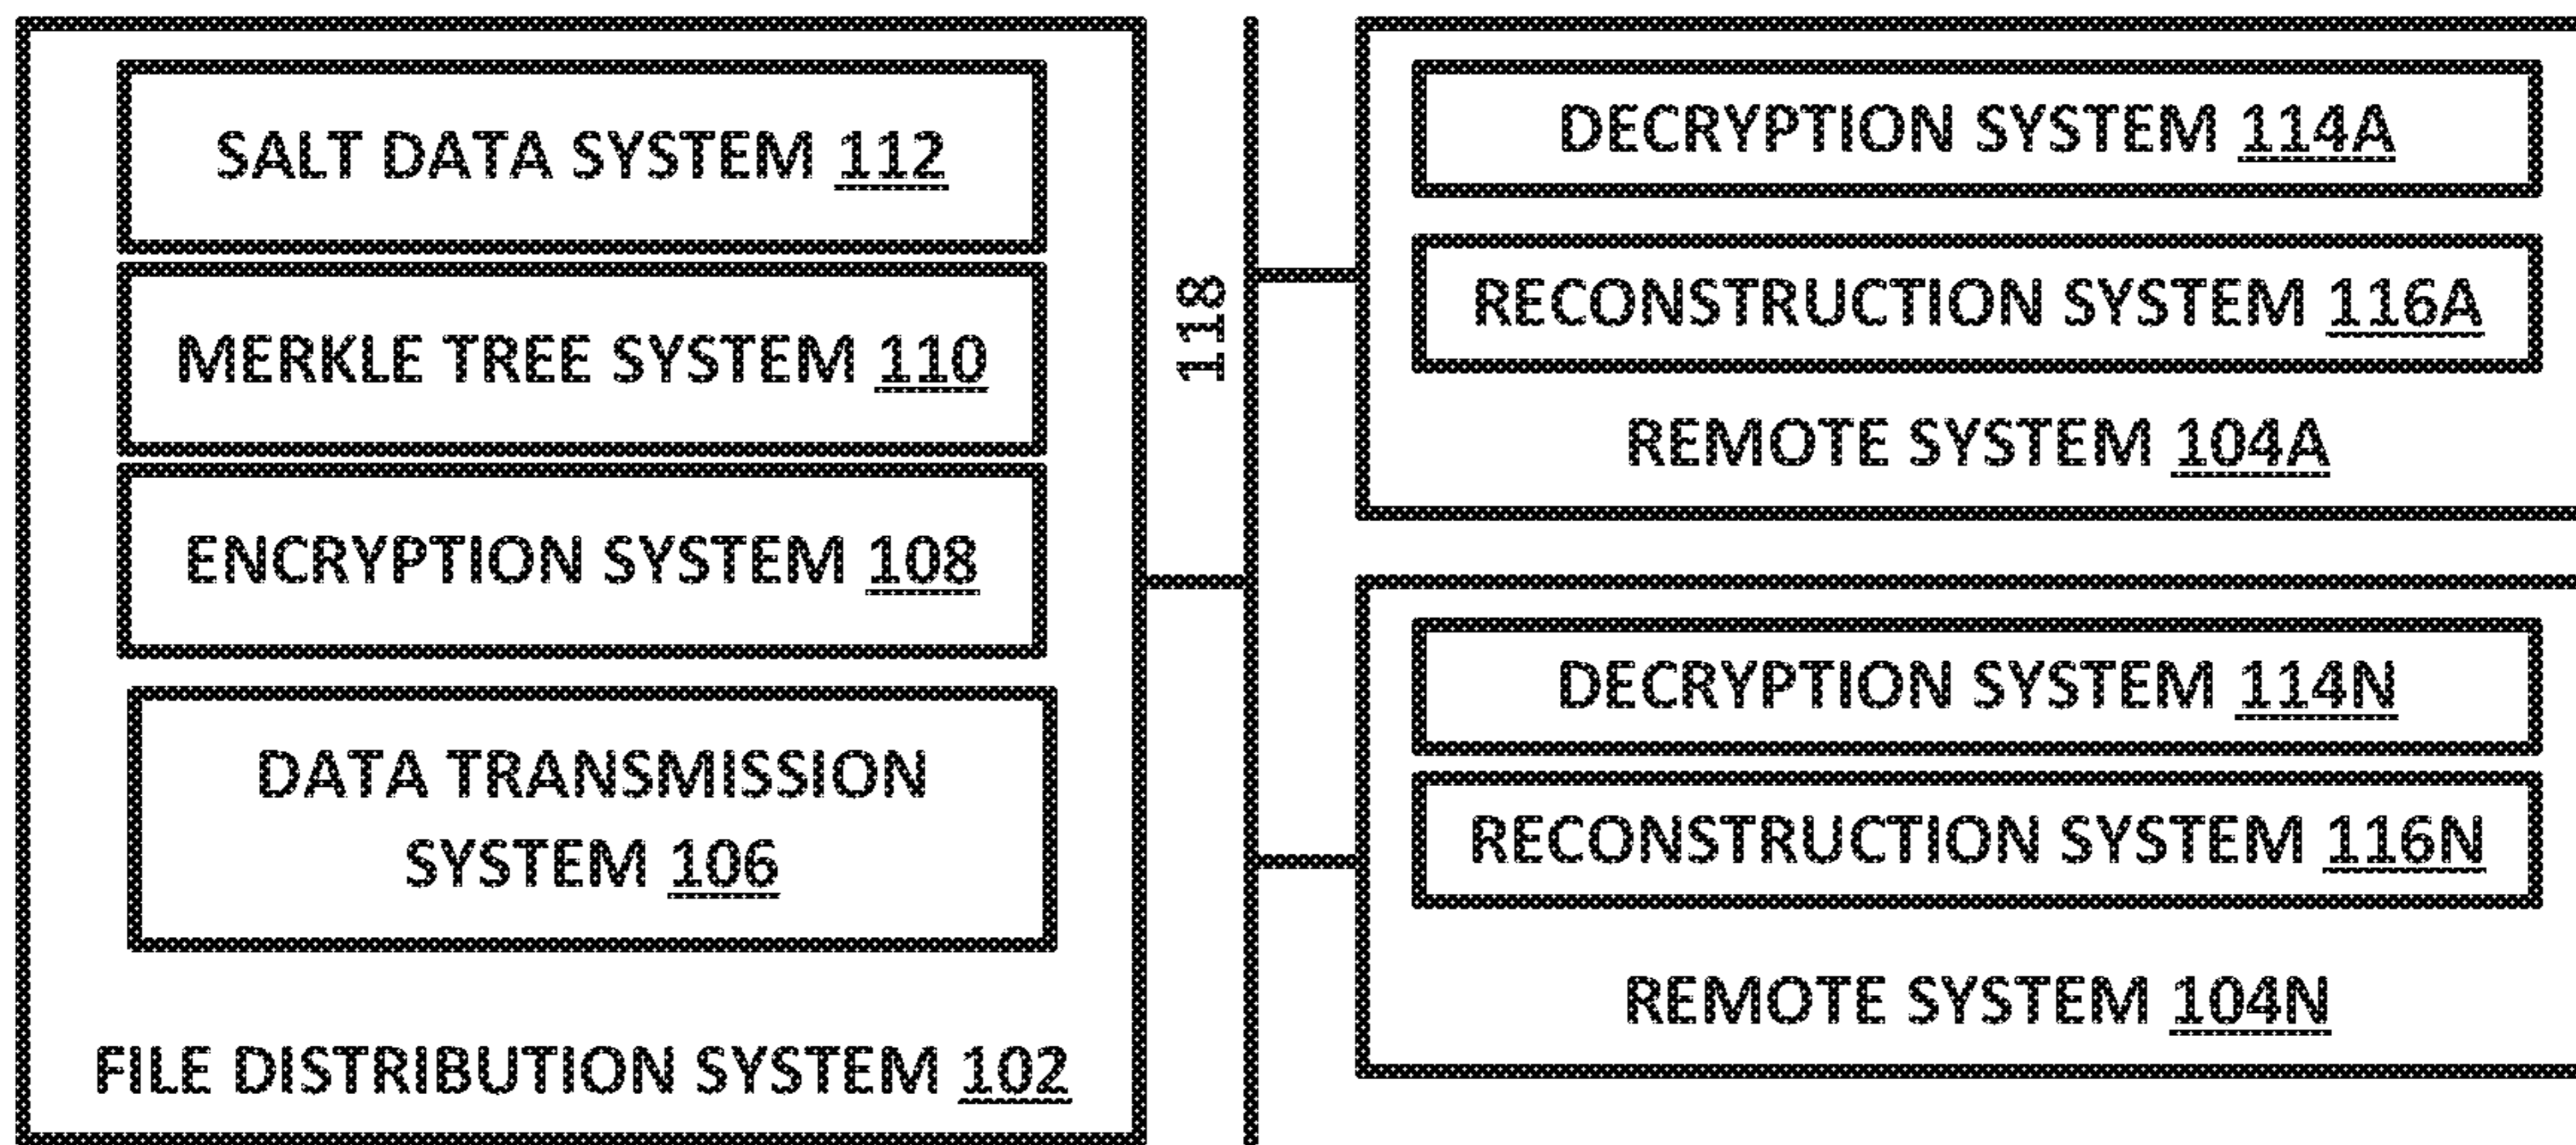 SALT DATA SYSTEM 112
MERKLE TREE SYSTEM 110
ENCRYPTION SYSTEM 108
DATA TRANSMISSION
SYSTEM 106
FILE DISTRIBUTION SYSTEM 102
118
DECRYPTION SYSTEM 114A
RECONSTRUCTION SYSTEM 116A
REMOTE SYSTEM 104A
DECRYPTION SYSTEM 114N
RECONSTRUCTION SYSTEM 116N
REMOTE SYSTEM 104N